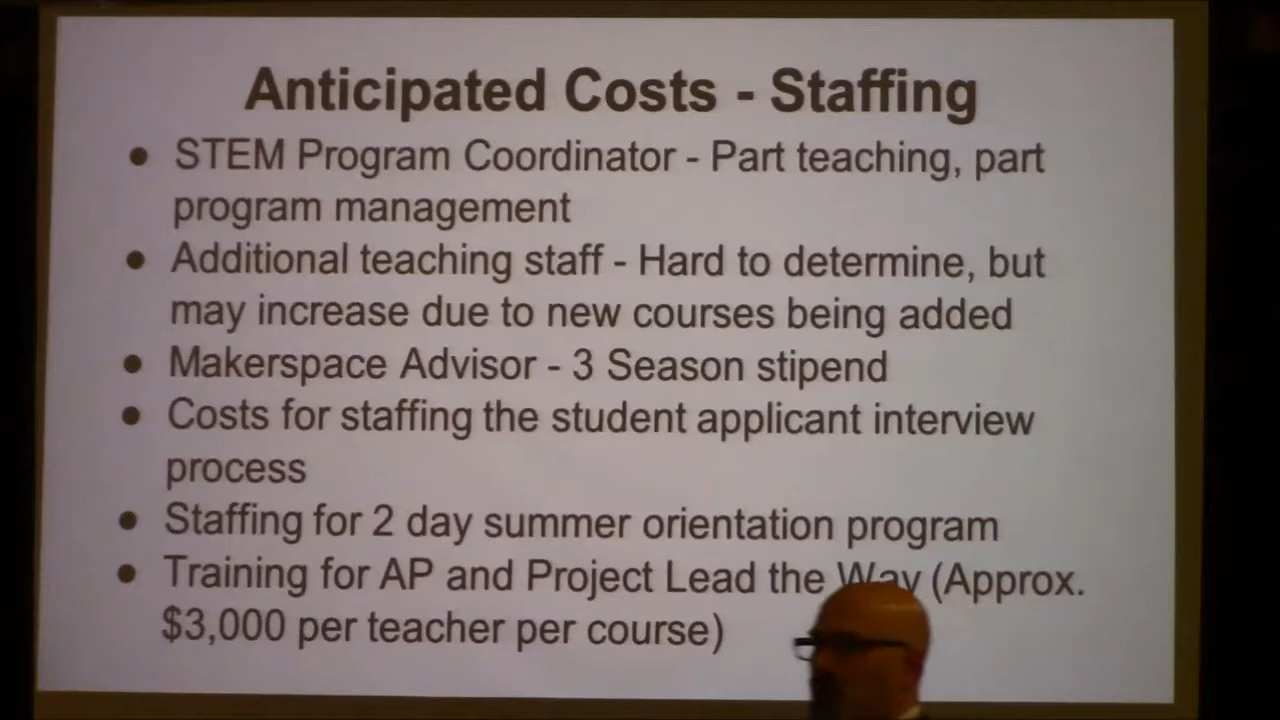 Anticipated Costs - Staffing
● STEM Program Coordinator - Part teaching, part
program management
● Additional teaching staff - Hard to determine, but
may increase due to new courses being added
● Makerspace Advisor - 3 Season stipend
● Costs for staffing the student applicant interview
process
● Staffing for 2 day summer orientation program
● Training for AP and Project Lead the Way (Approx.
$3,000 per teacher per course)